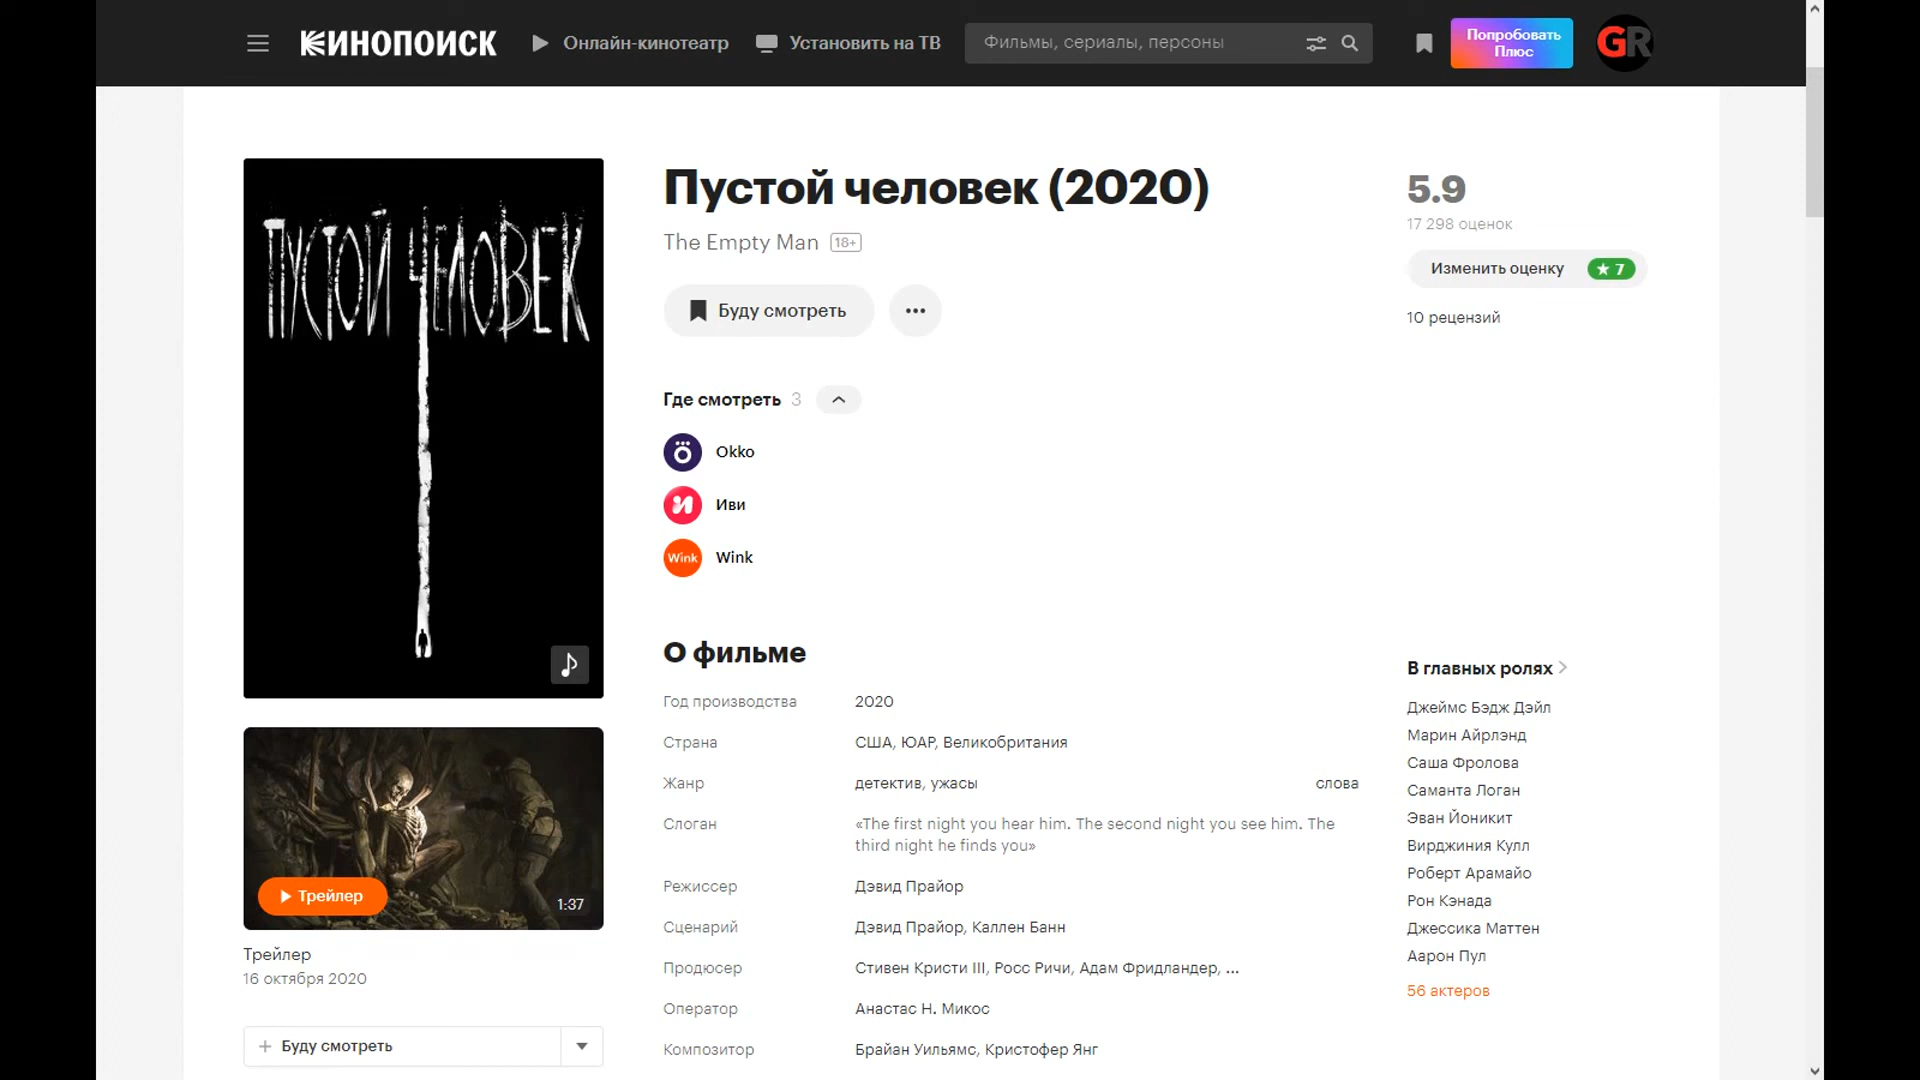 КИНОПОИСК
Онлайн-кинотеатр
Установить на ТВ
Фильмы, сериалы, персоны
Попробовать
Плюс
GR
ПУСТОЙ ЧЕЛОВЕК
Пустой человек (2020)
The Empty Man 18+
Буду смотреть
5.9
17 298 оценок
Изменить оценку ★ 7
10 рецензий
Где смотреть 3
Okko
Иви
Wink Wink
О фильме
Год производства 2020
Страна США, ЮАР, Великобритания
Жанр детектив, ужасы слова
Слоган «The first night you hear him. The second night you see him. The
third night he finds you»
Режиссер Дэвид Прайор
Сценарий Дэвид Прайор, Каллен Банн
Продюсер Стивен Кристи III, Росс Ричи, Адам Фридландер, ...
Оператор Анастас Н. Микос
Композитор Брайан Уильямс, Кристофер Янг
В главных ролях
Джеймс Бэдж Дэйл
Марин Айрлэнд
Саша Фролова
Саманта Логан
Эван Йоникит
Вирджиния Кулл
Роберт Арамайо
Рон Кэнада
Джессика Маттен
Аарон Пул
56 актеров
Трейлер
1:37
Трейлер
16 октября 2020
+ Буду смотреть